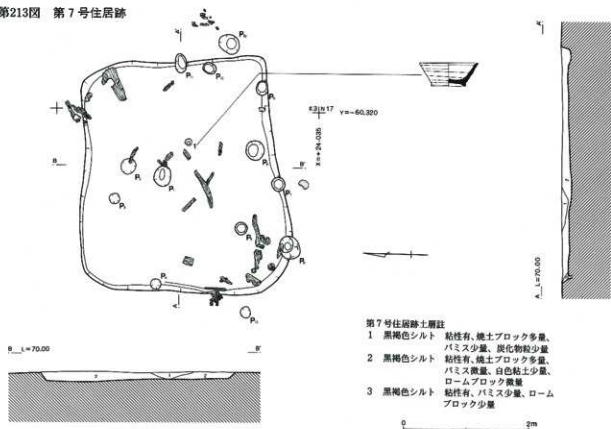 第213図 第7号住居跡
E3IN17 Y=-60,320
X=+24-035
B B'
A A'
1
B L=70.00 B'
A L=70.00
第7号住居跡土層註
1 黒褐色シルト 粘性有、焼土ブロック多量、
パミス少量、炭化物粒少量
2 黒褐色シルト 粘性有、焼土多量、
パミス微量、白色粘土少量、
ロームブロック微量
3 黒褐色シルト 粘性有、パミス少量、ローム
ブロック少量
0 2m